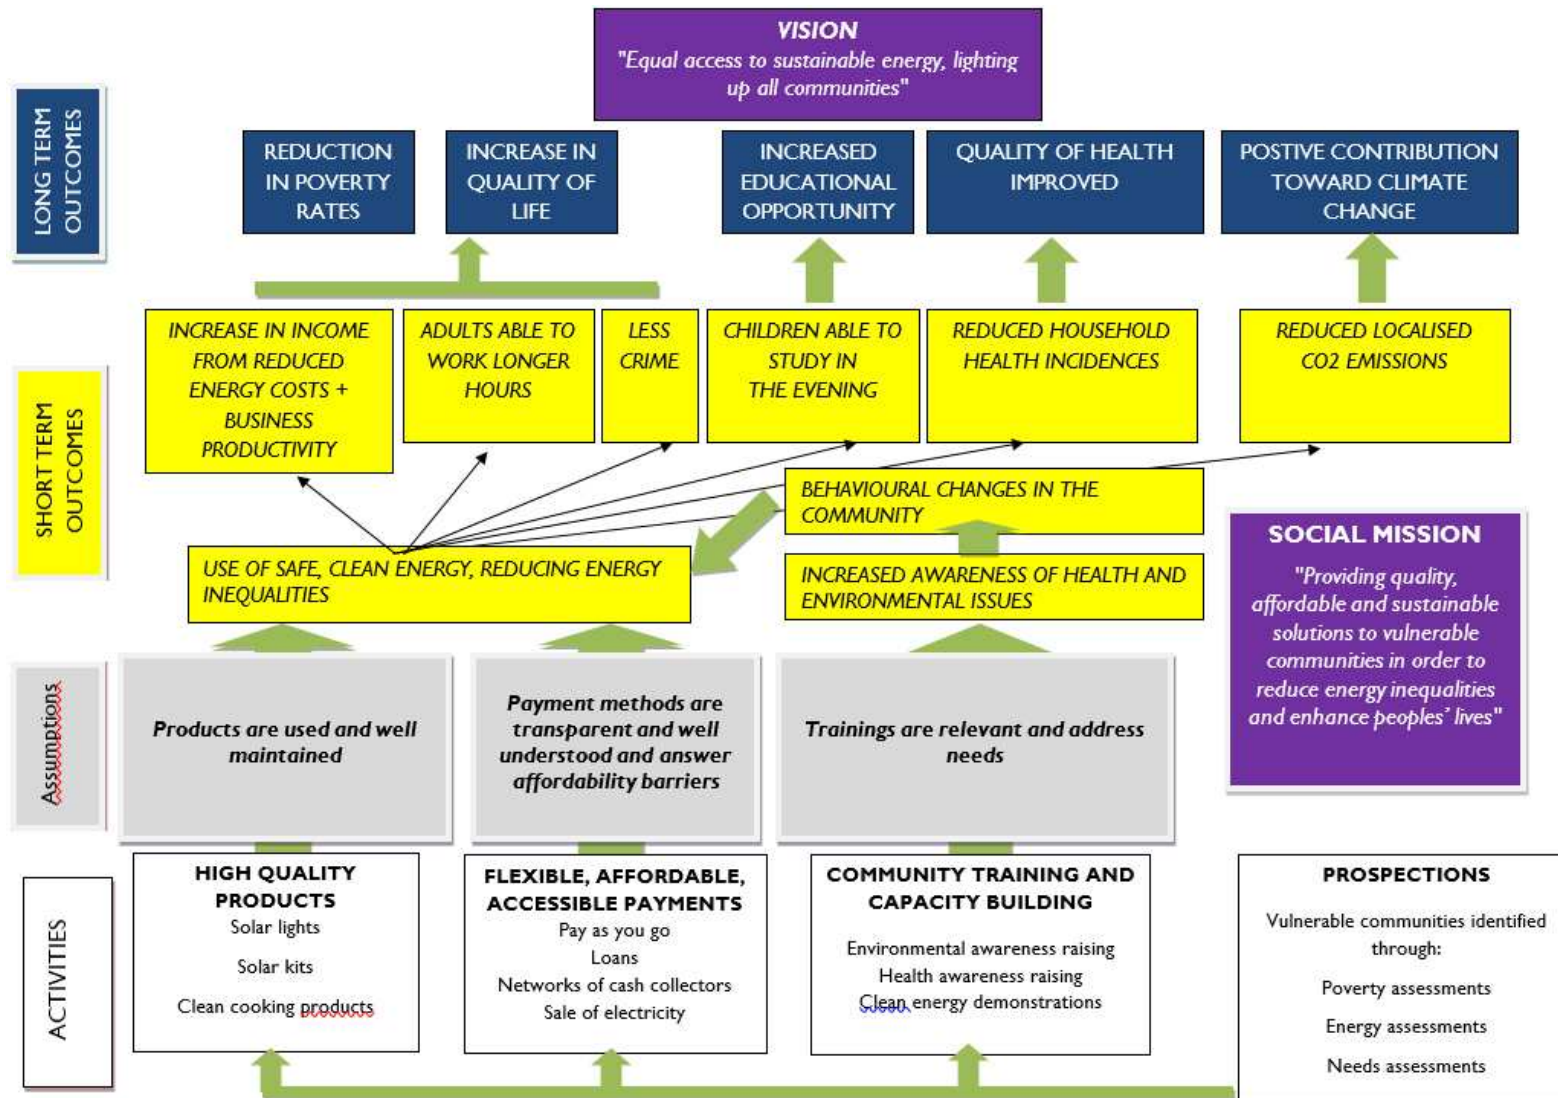 VISION
"Equal access to sustainable energy, lighting
up all communities"
LONG TERM
OUTCOMES
REDUCTION
IN POVERTY
RATES
INCREASE IN
QUALITY OF
LIFE
INCREASED
EDUCATIONAL
OPPORTUNITY
QUALITY OF HEALTH
IMPROVED
POSTIVE CONTRIBUTION
TOWARD CLIMATE
CHANGE
SHORT TERM
OUTCOMES
INCREASE IN INCOME
FROM REDUCED
ENERGY COSTS +
BUSINESS
PRODUCTIVITY
ADULTS ABLE TO
WORK LONGER
HOURS
LESS
CRIME
CHILDREN ABLE TO
STUDY IN
THE EVENING
REDUCED HOUSEHOLD
HEALTH INCIDENCES
REDUCED LOCALISED
CO2 EMISSIONS
BEHAVIOURAL CHANGES IN THE
COMMUNITY
USE OF SAFE, CLEAN ENERGY, REDUCING ENERGY
INEQUALITIES
INCREASED AWARENESS OF HEALTH AND
ENVIRONMENTAL ISSUES
SOCIAL MISSION
"Providing quality,
affordable and sustainable
solutions to vulnerable
communities in order to
reduce energy inequalities
and enhance peoples' lives"
Assumptions
Products are used and well
maintained
Payment methods are
transparent and well
understood and answer
affordability barriers
Trainings are relevant and address
needs
ACTIVITIES
HIGH QUALITY
PRODUCTS
Solar lights
Solar kits
Clean cooking products
FLEXIBLE, AFFORDABLE,
ACCESSIBLE PAYMENTS
Pay as you go
Loans
Networks of cash collectors
Sale of electricity
COMMUNITY TRAINING AND
CAPACITY BUILDING
Environmental awareness raising
Health awareness raising
Clean energy demonstrations
PROSPECTIONS
Vulnerable communities identified
through:
Poverty assessments
Energy assessments
Needs assessments